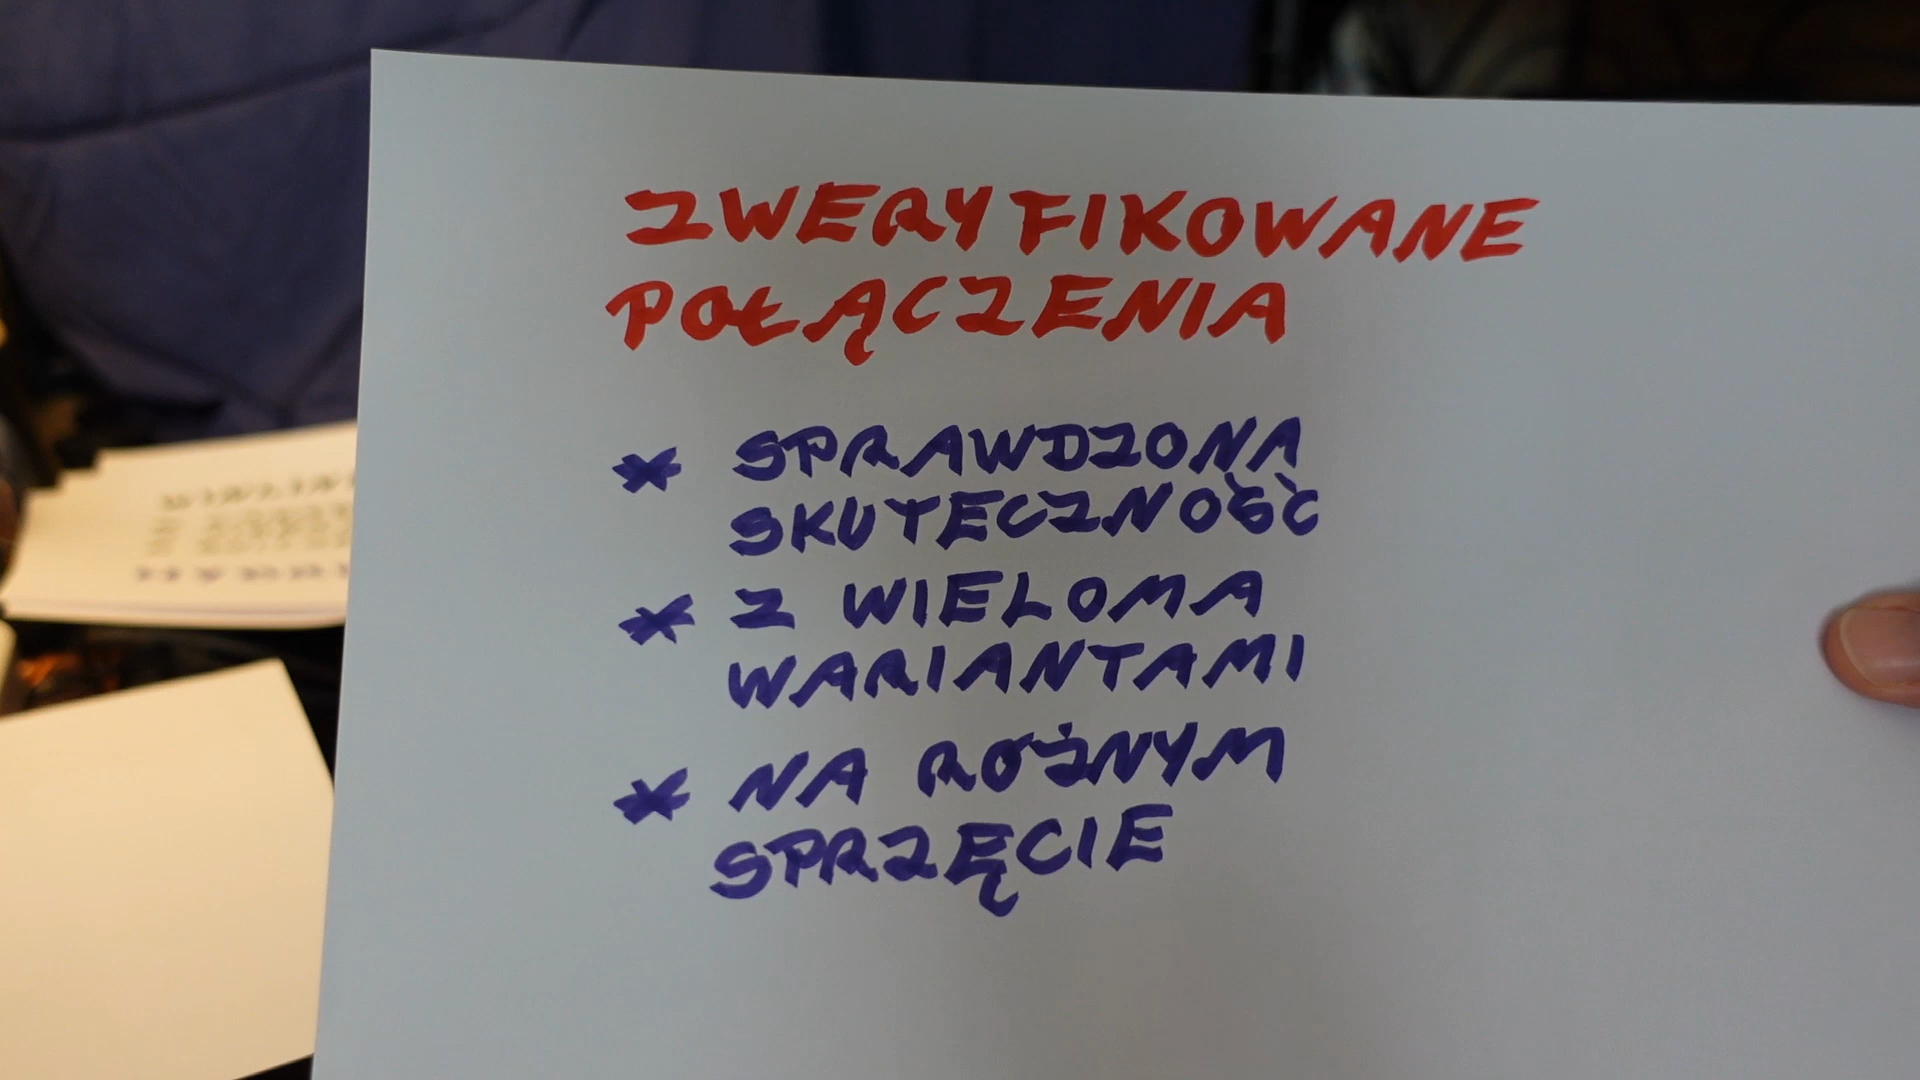 ZWERYFIKOWANE
POŁĄCZENIA
* SPRAWDZONA
SKUTECZNOŚĆ
* Z WIELOMA
WARIANTAMI
* NA RÓŻNYM
SPRZĘCIE